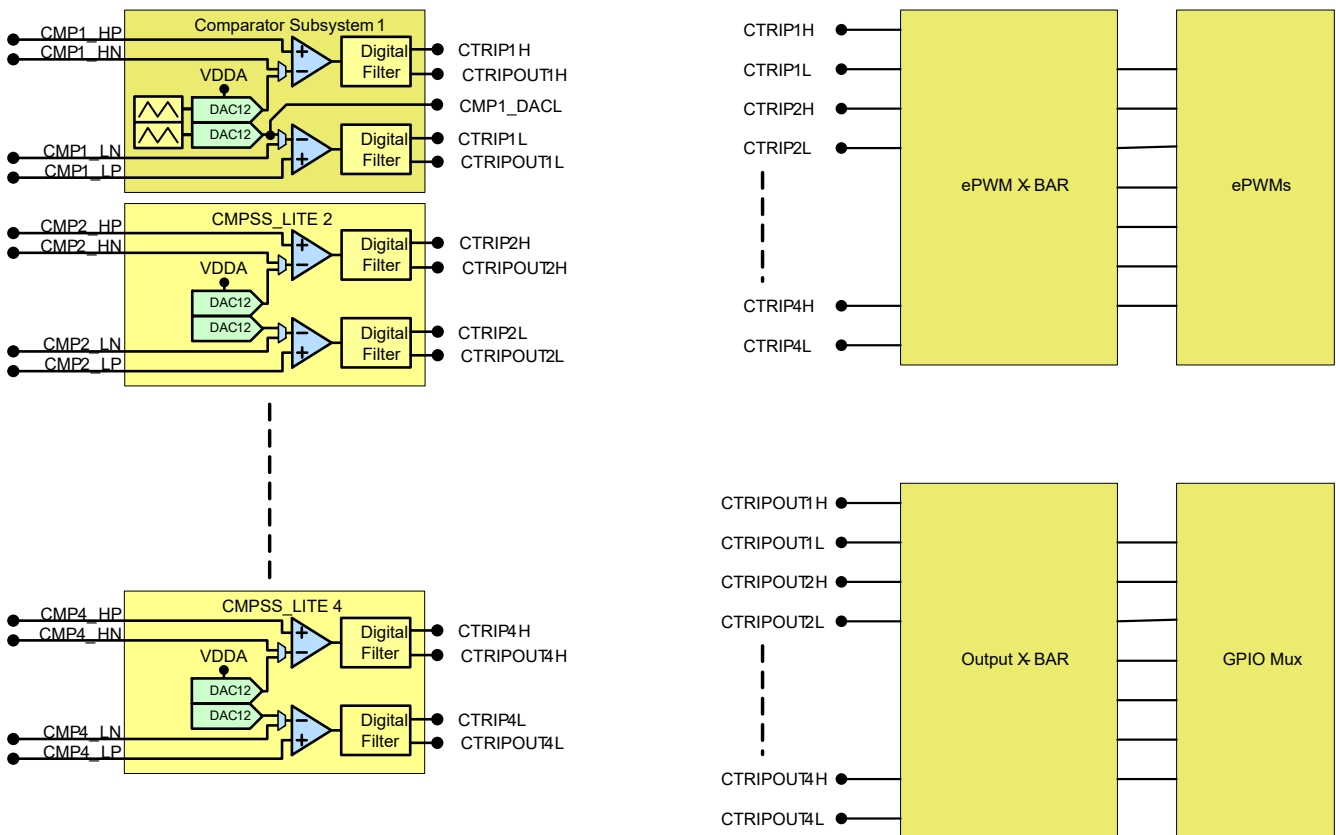 Comparator Subsystem 1
CMP1_HP
CMP1_HN
VDDA
DAC12
DAC12
Digital
Filter
CTRIP1H
CTRIPOUT1H
CMP1_DACL
CMP1_LN
CMP1_LP
Digital
Filter
CTRIP1L
CTRIPOUT1L
CMPSS_LITE 2
CMP2_HP
CMP2_HN
VDDA
DAC12
DAC12
Digital
Filter
CTRIP2H
CTRIPOUT2H
CMP2_LN
CMP2_LP
Digital
Filter
CTRIP2L
CTRIPOUT2L
CMPSS_LITE 4
CMP4_HP
CMP4_HN
VDDA
DAC12
DAC12
Digital
Filter
CTRIP4H
CTRIPOUT4H
CMP4_LN
CMP4_LP
Digital
Filter
CTRIP4L
CTRIPOUT4L
CTRIP1H
CTRIP1L
CTRIP2H
CTRIP2L
CTRIP4H
CTRIP4L
ePWM X-BAR
ePWMs
CTRIPOUT1H
CTRIPOUT1L
CTRIPOUT2H
CTRIPOUT2L
CTRIPOUT4H
CTRIPOUT4L
Output X-BAR
GPIO Mux